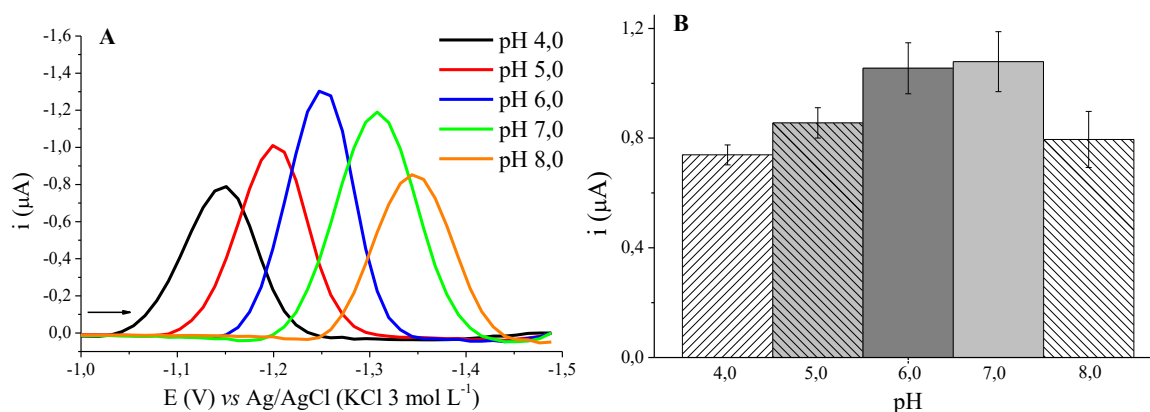 A
pH 4,0
pH 5,0
pH 6,0
pH 7,0
pH 8,0
-1,6
-1,4
-1,2
-1,0
-0,8
-0,6
-0,4
-0,2
0,0
i (µA)
-1,0 -1,1 -1,2 -1,3 -1,4 -1,5
E (V) vs Ag/AgCl (KCl 3 mol L-1)
B
1,2
0,8
0,4
0,0
i (µA)
4,0 5,0 6,0 7,0 8,0
pH